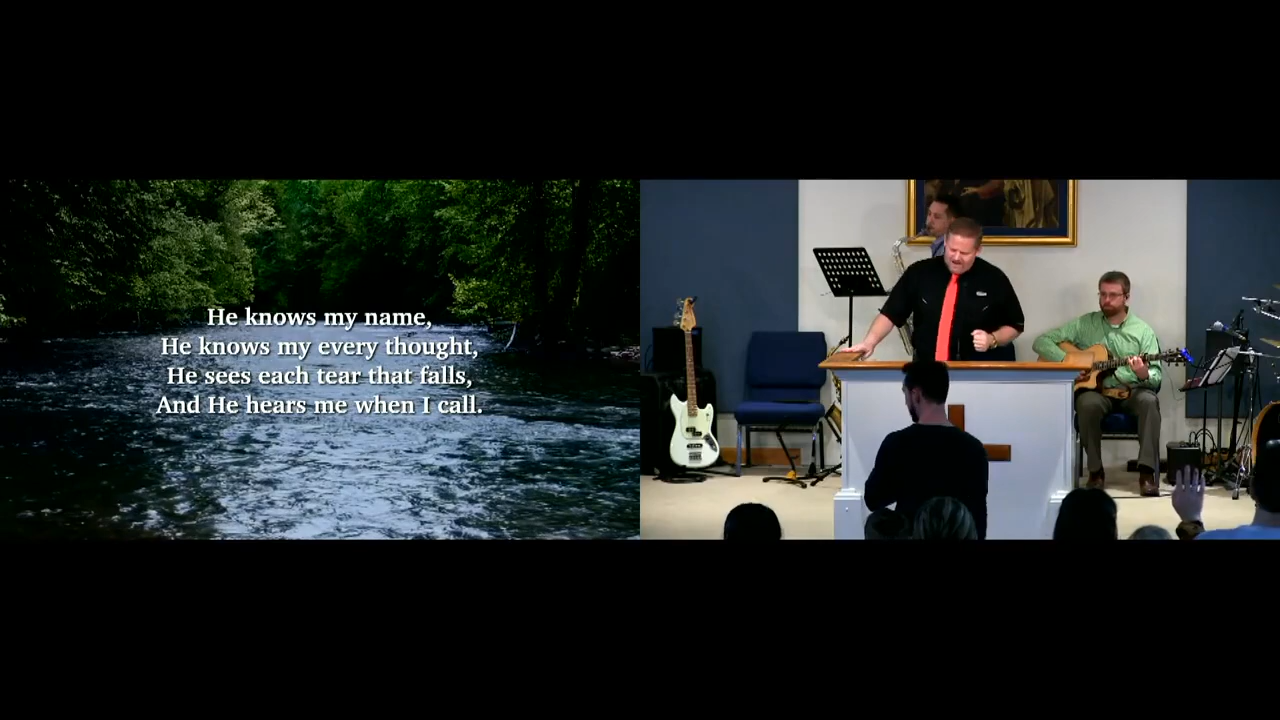 He knows my name,
He knows my every thought,
He sees each tear that falls,
And He hears me when I call.